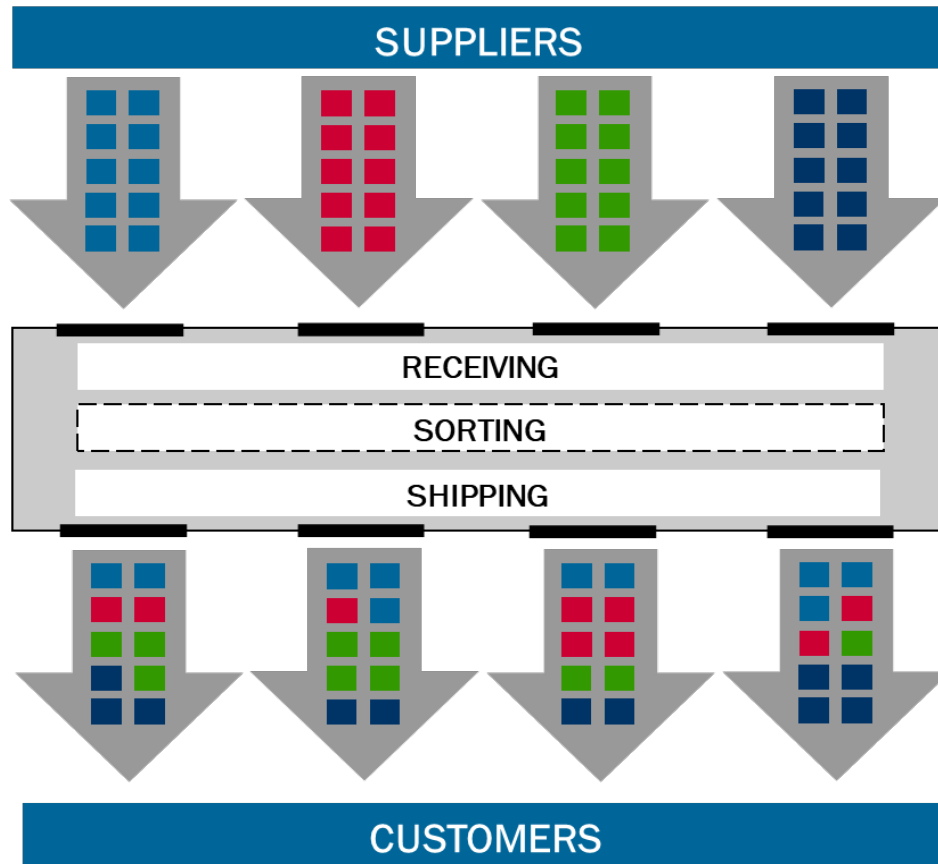 SUPPLIERS
RECEIVING
SORTING
SHIPPING
CUSTOMERS